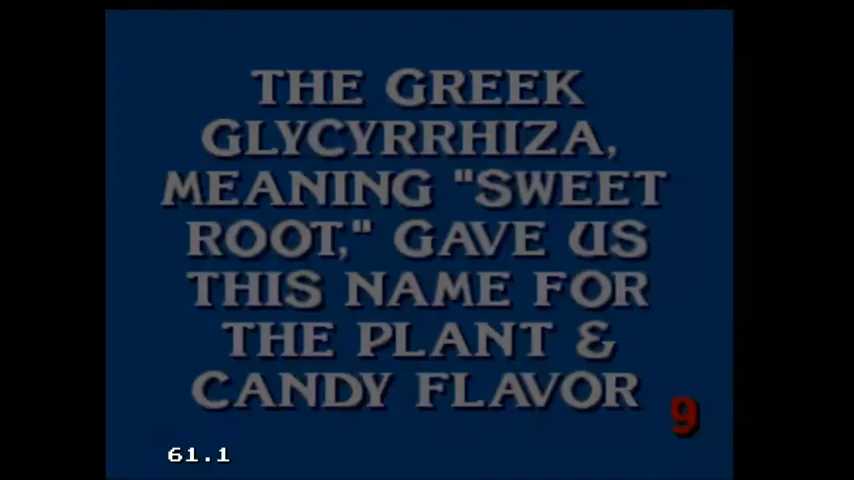 THE GREEK
GLYCYRRHIZA,
MEANING "SWEET
ROOT," GAVE US
THIS NAME FOR
THE PLANT &
CANDY FLAVOR
9
61.1